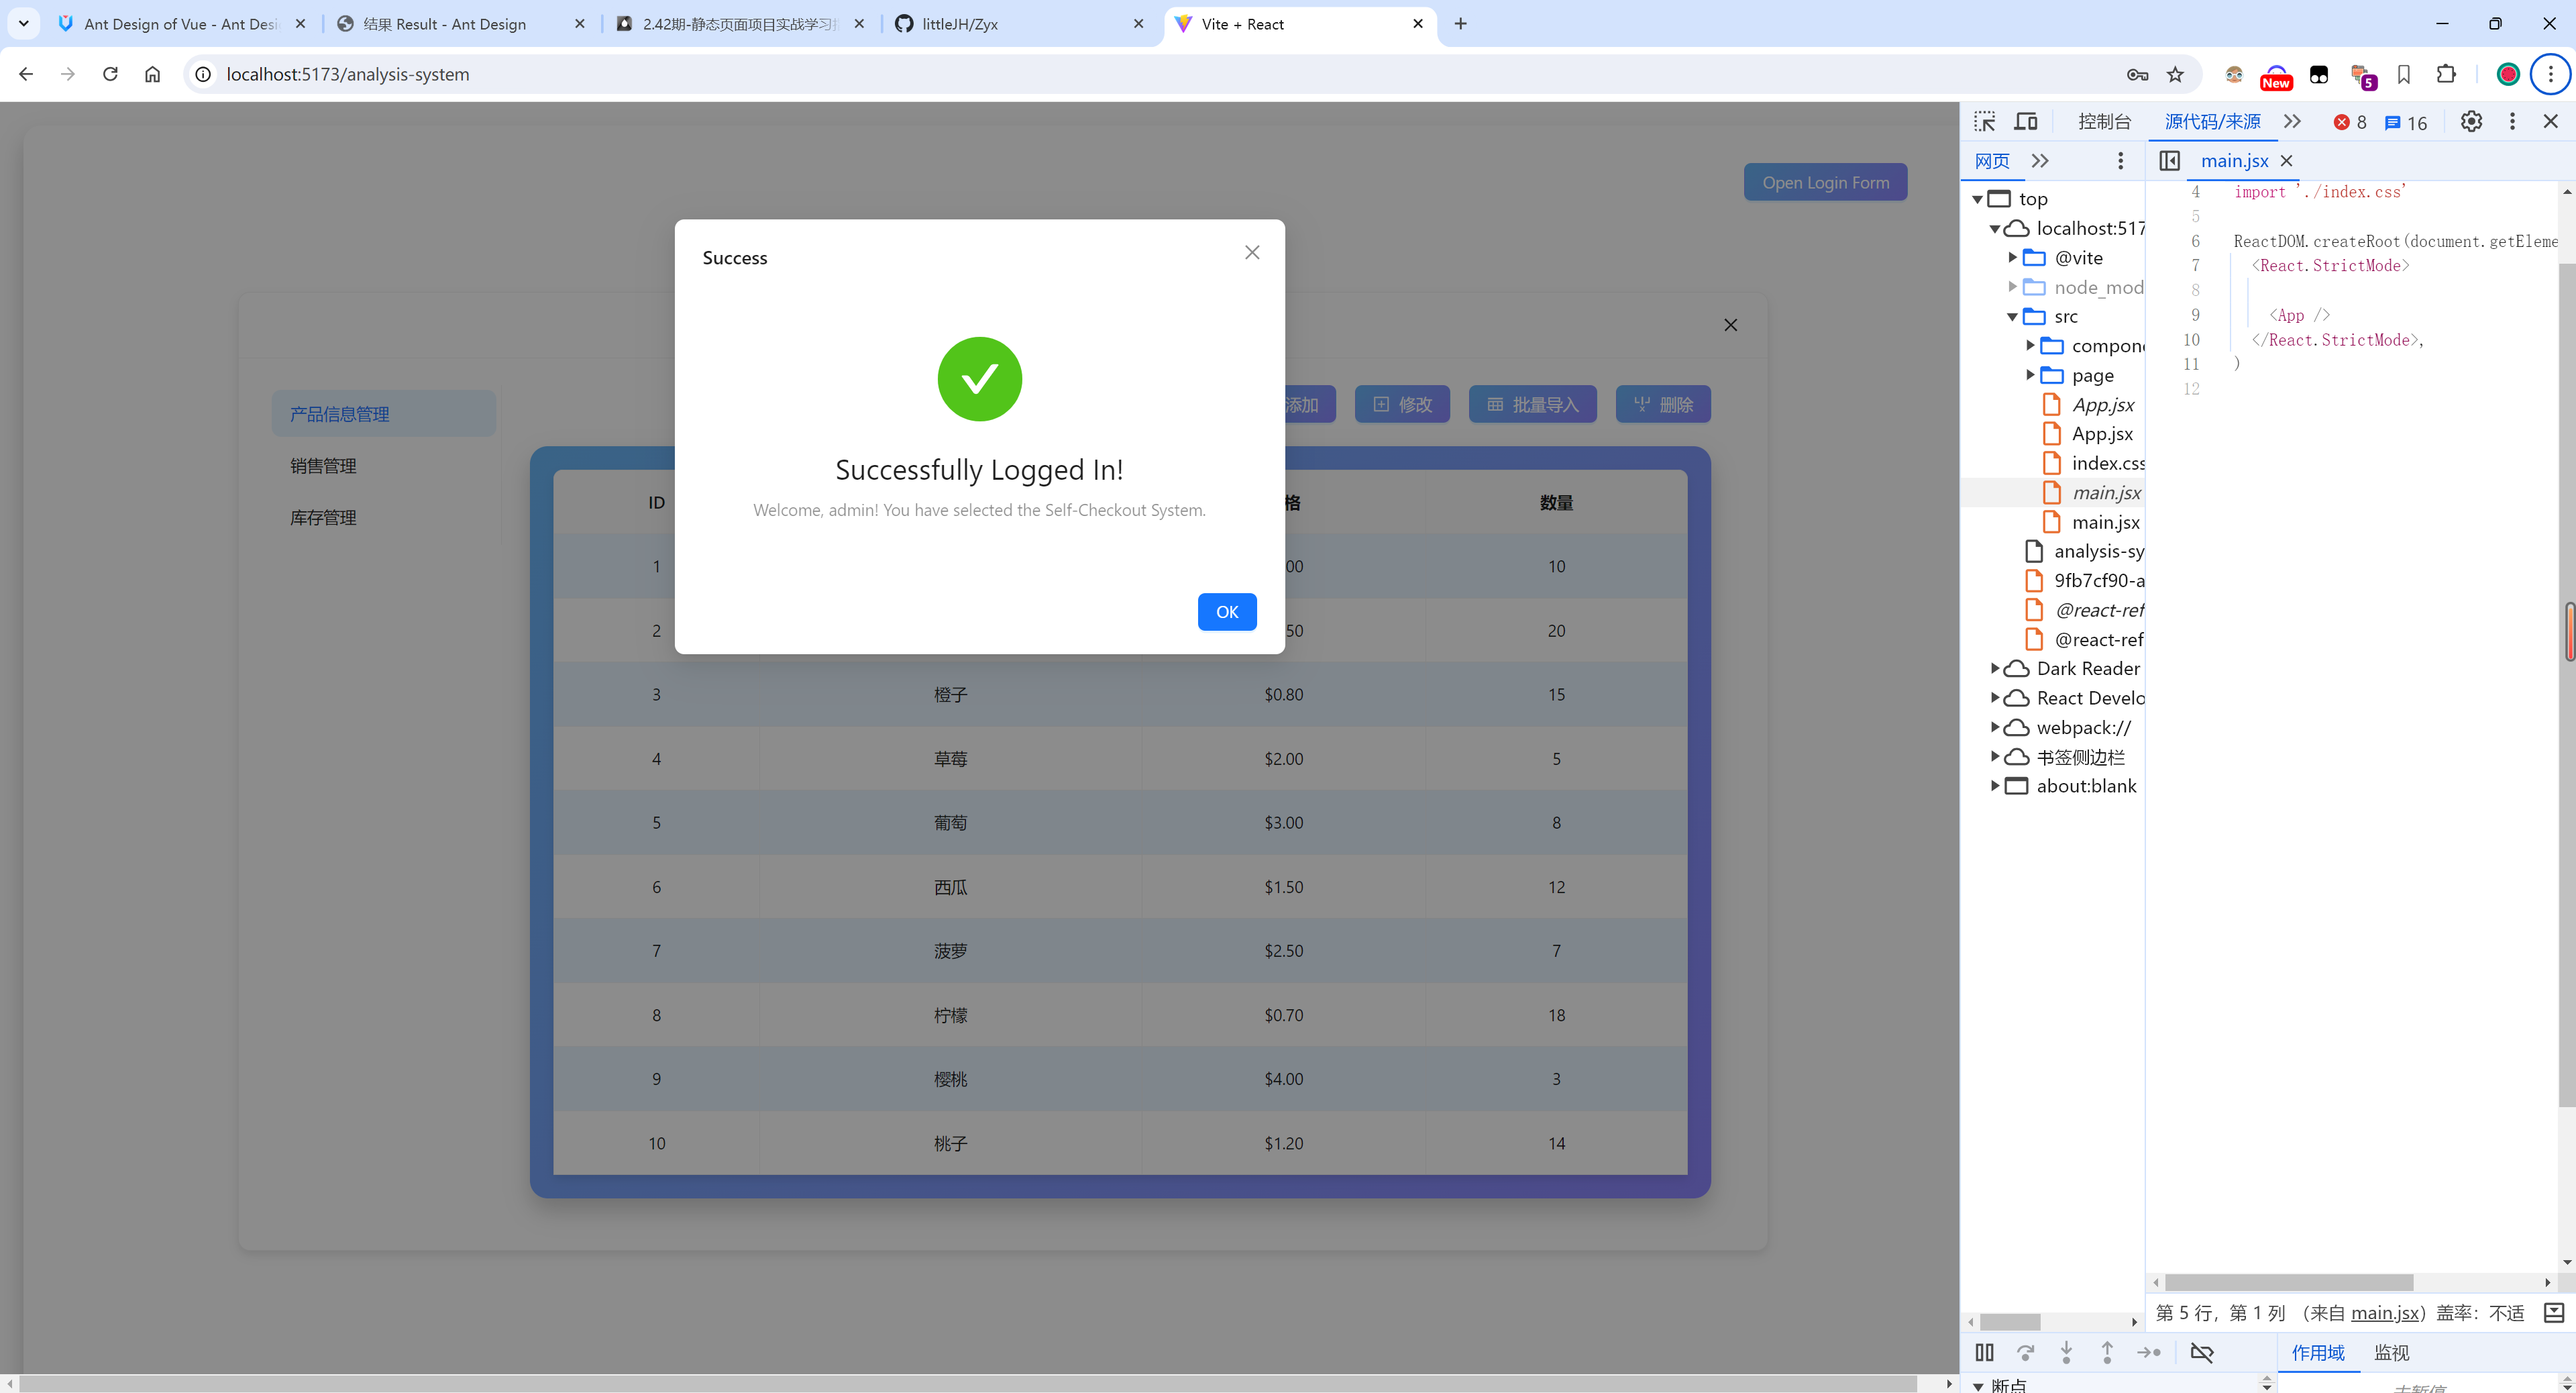 Ant Design of Vue - Ant Desi
结果 Result - Ant Design
2.42期-静态页面项目实战学习
littleJH/Zyx
Vite + React
localhost:5173/analysis-system
New
5
控制台
源代码/来源
8
16
网页
main.jsx
Open Login Form
Success
Successfully Logged In!
Welcome, admin! You have selected the Self-Checkout System.
OK
产品信息管理
销售管理
库存管理
添加
修改
批量导入
删除
ID 格 数量
1 00 10
2 50 20
3 橙子 $0.80 15
4 草莓 $2.00 5
5 葡萄 $3.00 8
6 西瓜 $1.50 12
7 菠萝 $2.50 7
8 柠檬 $0.70 18
9 樱桃 $4.00 3
10 桃子 $1.20 14
top
localhost:517
@vite
node_mod
src
compone
page
App.jsx
App.jsx
index.css
main.jsx
main.jsx
analysis-sy
9fb7cf90-a
@react-ref
@react-ref
Dark Reader
React Develo
webpack://
书签侧边栏
about:blank
4 import './index.css'
5
6 ReactDOM.createRoot(document.getEleme
7 <React.StrictMode>
8
9 <App />
10 </React.StrictMode>,
11 )
12
第 5 行，第 1 列 （来自 main.jsx）盖率：不适
作用域
监视
断点
未暂停